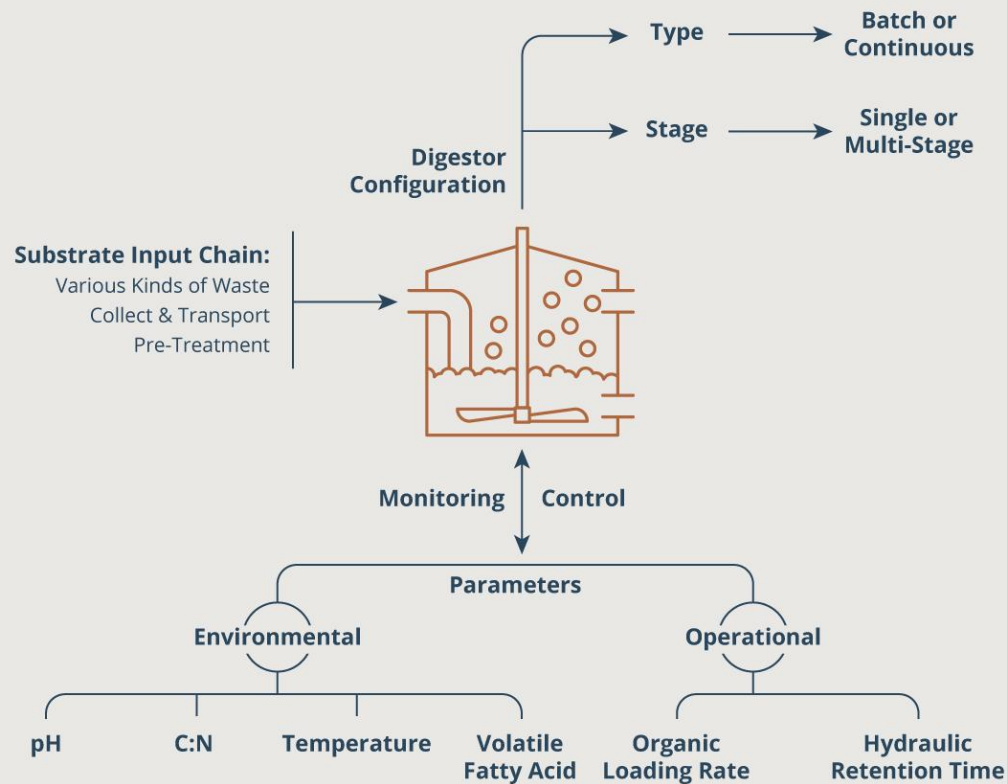 Type
Batch or
Continuous
Stage
Single or
Multi-Stage
Digestor
Configuration
Substrate Input Chain:
Various Kinds of Waste
Collect & Transport
Pre-Treatment
Monitoring
Control
Parameters
Environmental
Operational
pH
C:N
Temperature
Volatile
Fatty Acid
Organic
Loading Rate
Hydraulic
Retention Time